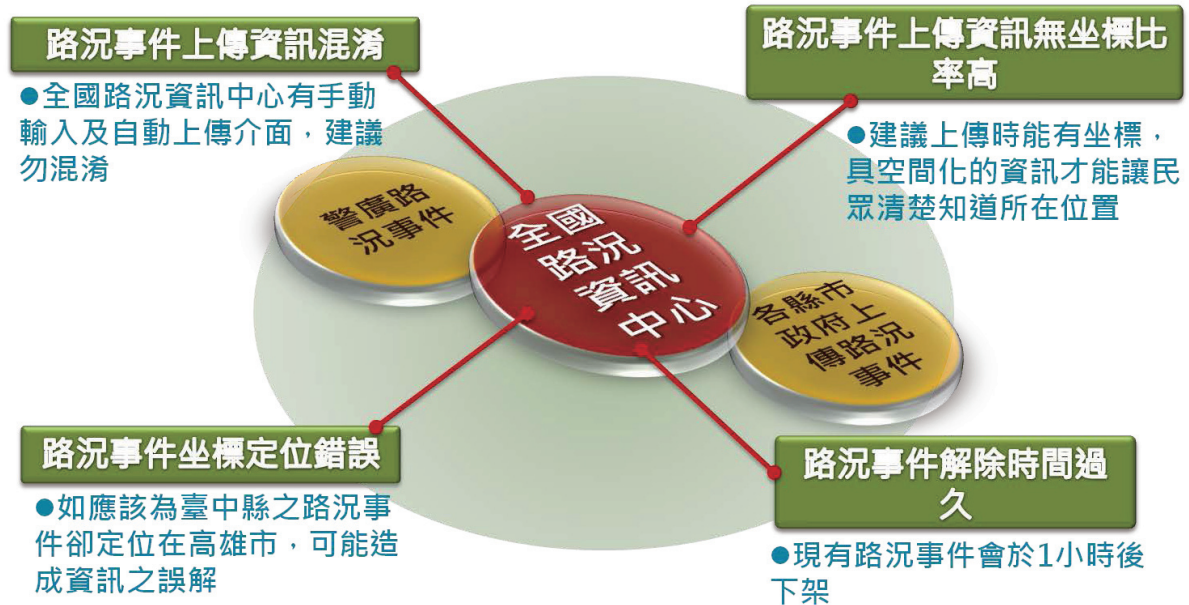 路況事件上傳資訊混淆
●全國路況資訊中心有手動
輸入及自動上傳介面，建議
勿混淆
路況事件上傳資訊無坐標比
率高
●建議上傳時能有坐標，
具空間化的資訊才能讓民
眾清楚知道所在位置
警廣路
況事件
全國
路況
資訊
中心
各縣市
政府上
傳路況
事件
路況事件坐標定位錯誤
●如應該為臺中縣之路況事
件卻定位在高雄市，可能造
成資訊之誤解
路況事件解除時間過
久
●現有路況事件會於1小時後
下架